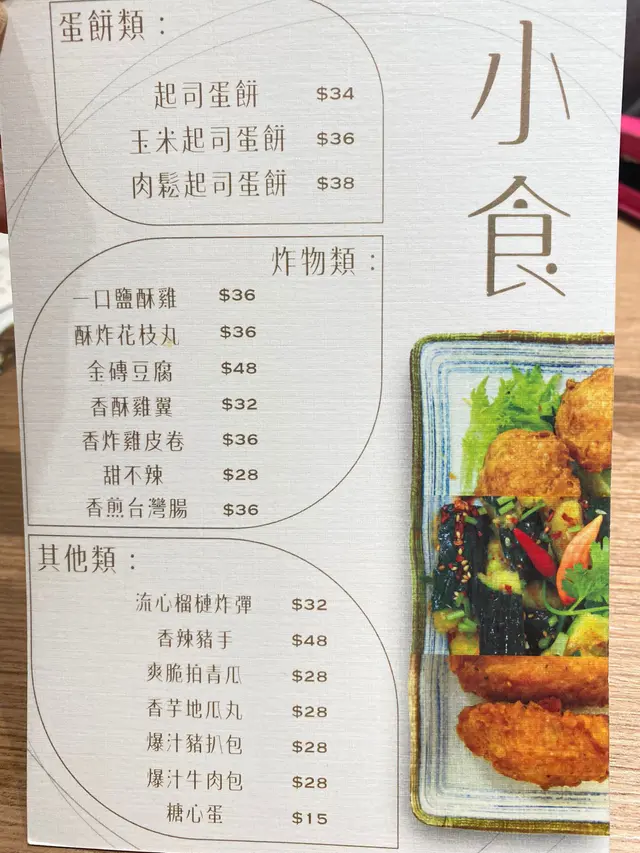 小食
蛋餅類：
起司蛋餅 $34
玉米起司蛋餅 $36
肉鬆起司蛋餅 $38
炸物類：
一口鹽酥雞 $36
酥炸花枝丸 $36
金磚豆腐 $48
香酥雞翼 $32
香炸雞皮卷 $36
甜不辣 $28
香煎台灣腸 $36
其他類：
流心榴槤炸彈 $32
香辣豬手 $48
爽脆拍青瓜 $28
香芋地瓜丸 $28
爆汁豬扒包 $28
爆汁牛肉包 $28
糖心蛋 $15